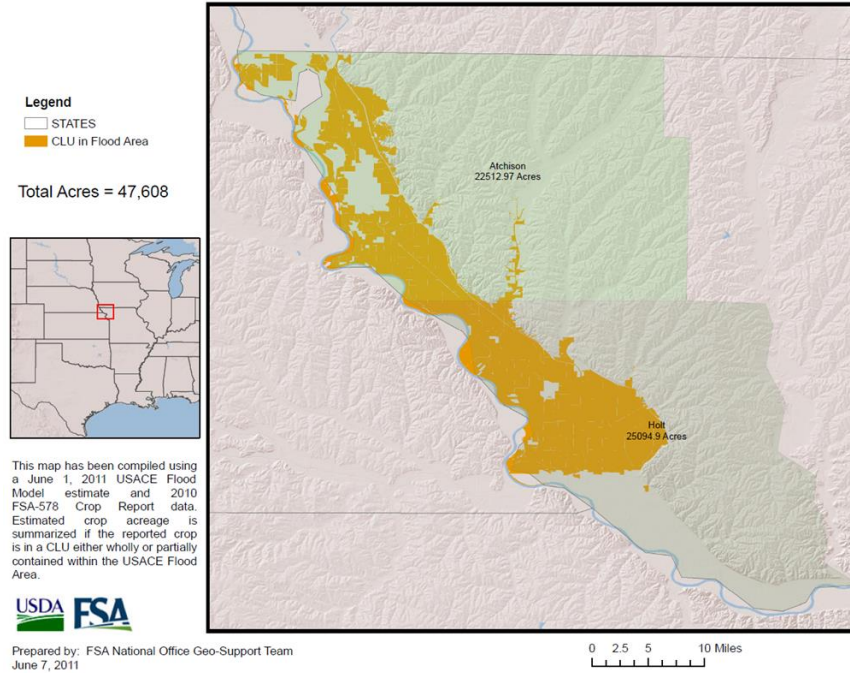 Legend
STATES
CLU in Flood Area
Total Acres = 47,608
Atchison
22512.97 Acres
Holt
25094.9 Acres
This map has been compiled using
a June 1, 2011 USACE Flood
Model estimate and 2010
FSA-578 Crop Report data.
Estimated crop acreage is
summarized if the reported crop
is in a CLU either wholly or partially
contained within the USACE Flood
Area.
USDA FSA
Prepared by: FSA National Office Geo-Support Team
June 7, 2011
0 2.5 5 10 Miles